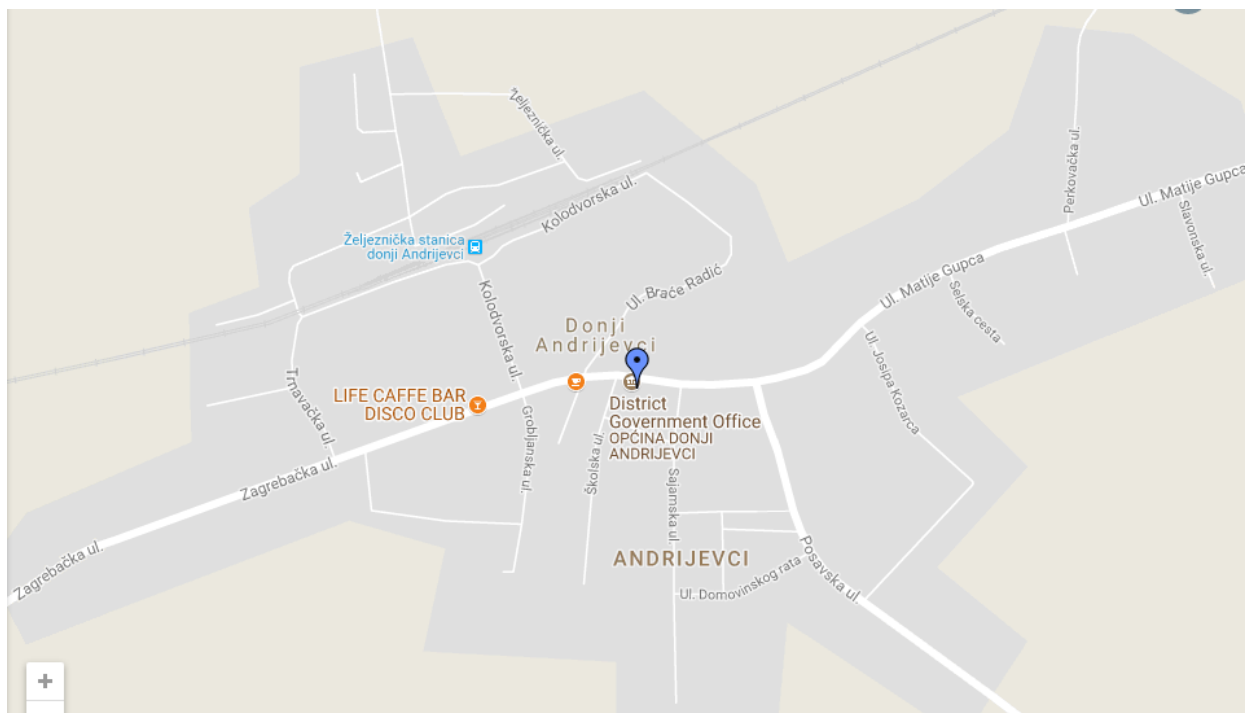 Željeznička ul.
Perkovačka ul.
Ul. Matije Gupca
Slavonska ul.
Kolodvorska ul.
Željeznička stanica
donji Andrijevci
Ul. Braće Radić
Ul. Matije Gupca
Selska cesta
Kolodvorska ul.
Donji
Andrijevci
Ul. Josipa Kozarca
Trnavačka ul.
LIFE CAFFE BAR
DISCO CLUB
District
Government Office
OPĆINA DONJI
ANDRIJEVCI
Grobljanska ul.
Školska ul.
Zagrebačka ul.
Sajamska ul.
Zagrebačka ul.
ANDRIJEVCI
Posavska ul.
Ul. Domovinskog rata
+